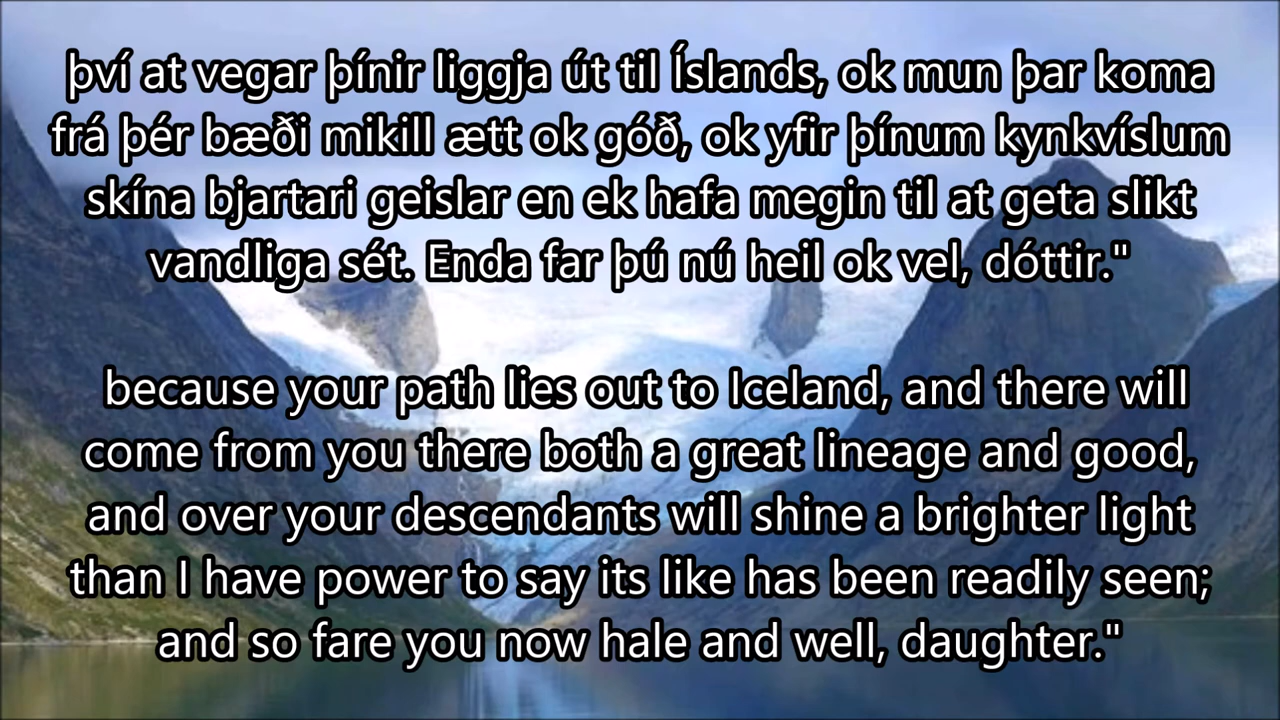 því at vegar þínir liggja út til Íslands, ok mun þar koma
frá þér bæði mikill ætt ok góð, ok yfir þínum kynkvíslum
skína bjartari geislar en ek hafa megin til at geta slikt
vandliga sét. Enda far þú nú heil ok vel, dóttir."
because your path lies out to Iceland, and there will
come from you there both a great lineage and good,
and over your descendants will shine a brighter light
than I have power to say its like has been readily seen;
and so fare you now hale and well, daughter."